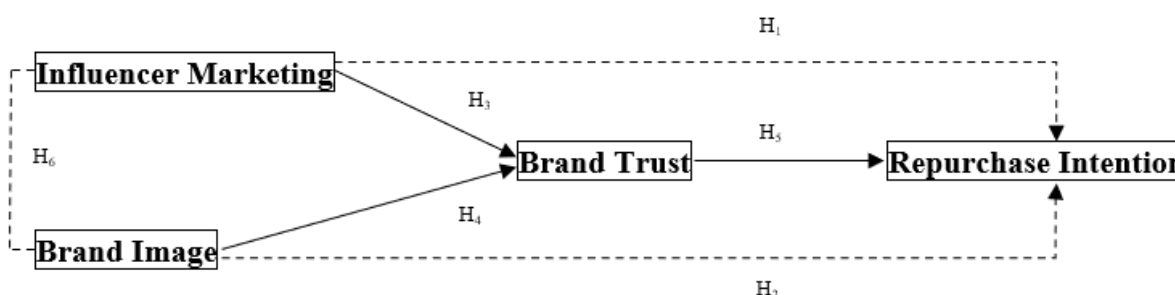 H₁
Influencer Marketing
H₃
H₅
Brand Trust
Repurchase Intention
H₆
H₄
Brand Image
H₂